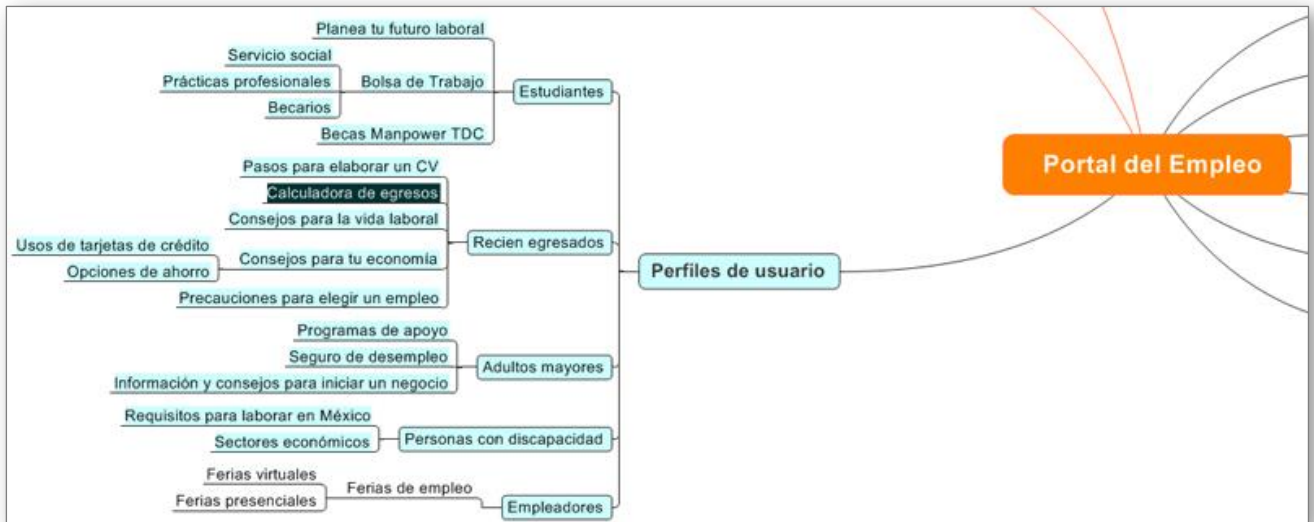 Planea tu futuro laboral
Servicio social
Prácticas profesionales
Bolsa de Trabajo
Becarios
Becas Manpower TDC
Estudiantes
Pasos para elaborar un CV
Calculadora de egresos
Consejos para la vida laboral
Usos de tarjetas de crédito
Opciones de ahorro
Consejos para tu economía
Precauciones para elegir un empleo
Recien egresados
Programas de apoyo
Seguro de desempleo
Información y consejos para iniciar un negocio
Adultos mayores
Requisitos para laborar en México
Sectores económicos
Personas con discapacidad
Ferias virtuales
Ferias presenciales
Ferias de empleo
Empleadores
Perfiles de usuario
Portal del Empleo